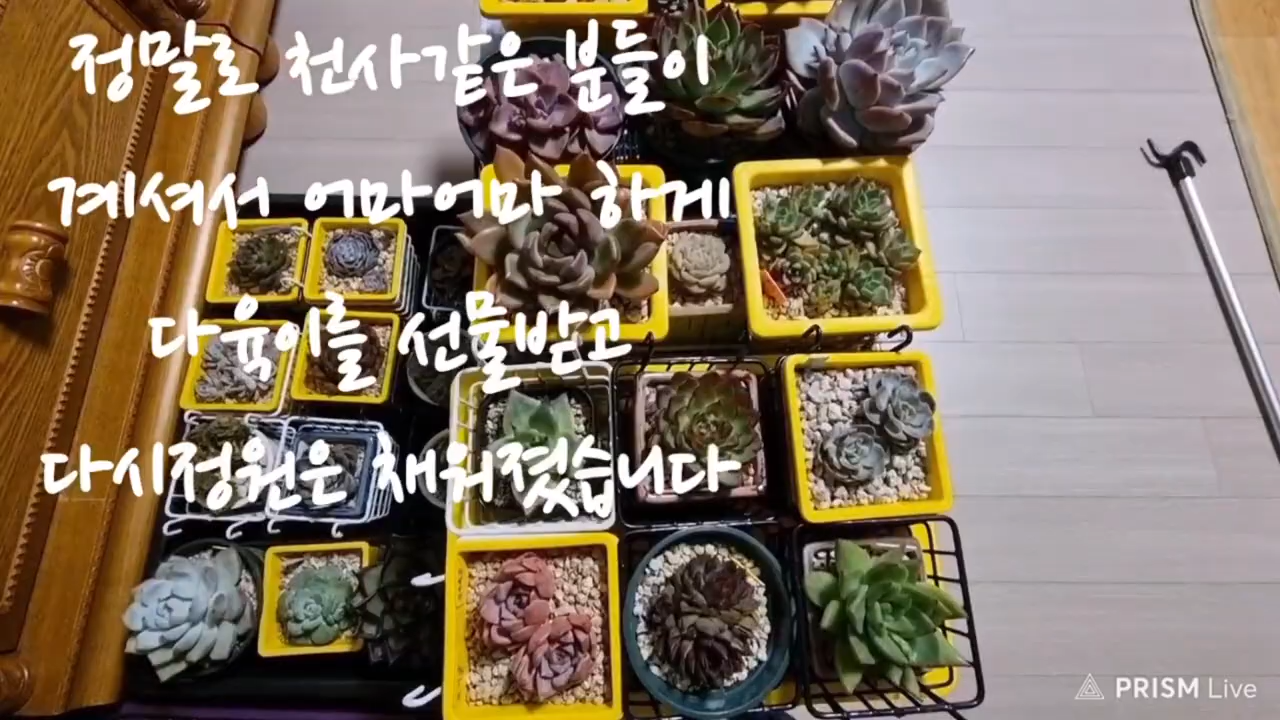 정말로 천사같은 분들이
계셔서 어마어마 하게
다육이를 선물받고
다시정원은 채워졌습니다
PRISM Live